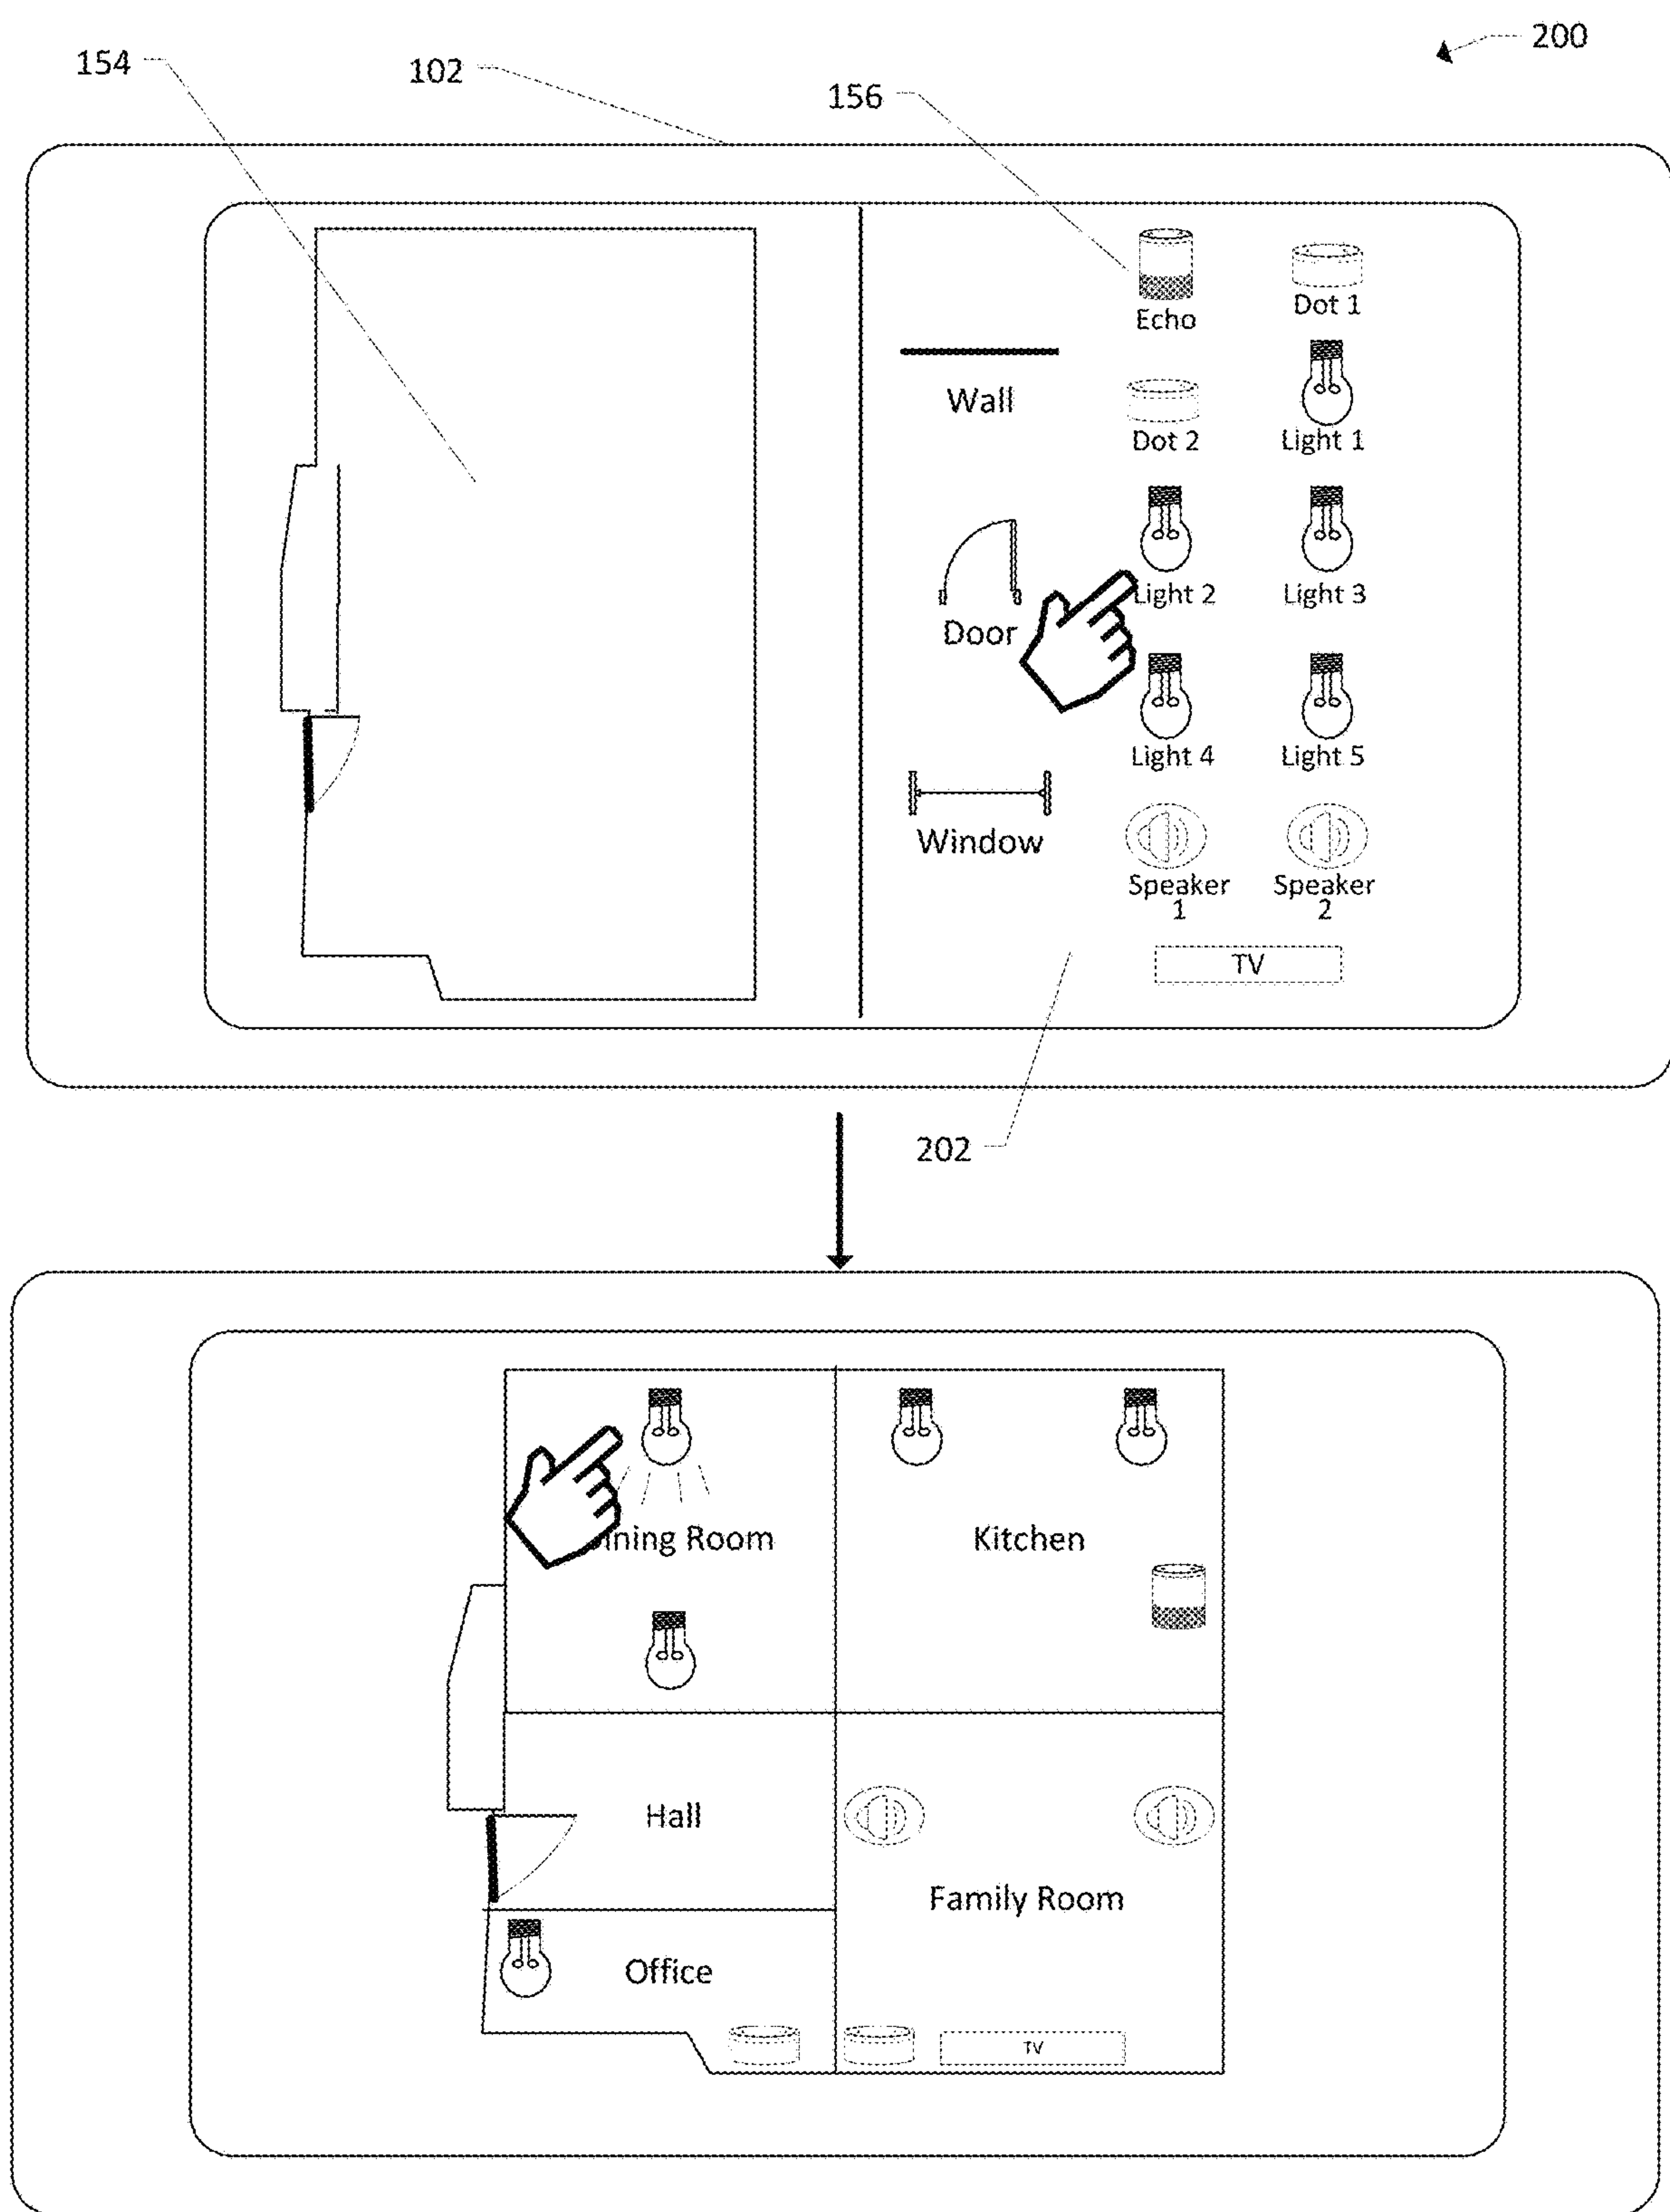 200
154
102
156
Echo
Dot 1
Wall
Dot 2
Light 1
Light 2
Light 3
Door
Light 4
Light 5
Window
Speaker
1
Speaker
2
TV
202
ining Room
Kitchen
Hall
Family Room
Office
TV